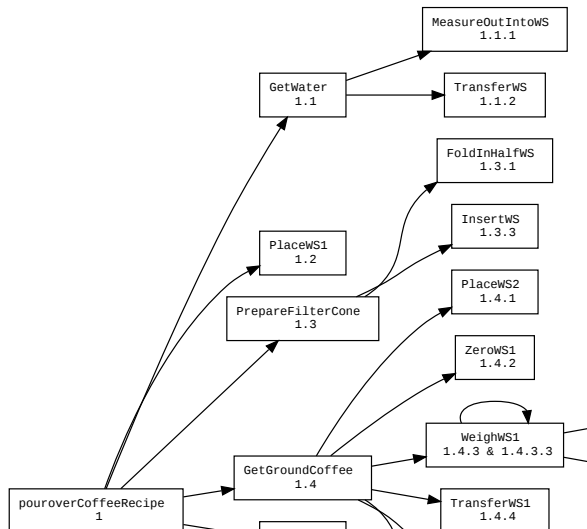 MeasureOutIntoWS
1.1.1
GetWater
1.1
TransferWS
1.1.2
FoldInHalfWS
1.3.1
InsertWS
1.3.3
PlaceWS1
1.2
PlaceWS2
1.4.1
PrepareFilterCone
1.3
ZeroWS1
1.4.2
WeighWS1
1.4.3 & 1.4.3.3
GetGroundCoffee
1.4
pouroverCoffeeRecipe
1
TransferWS1
1.4.4